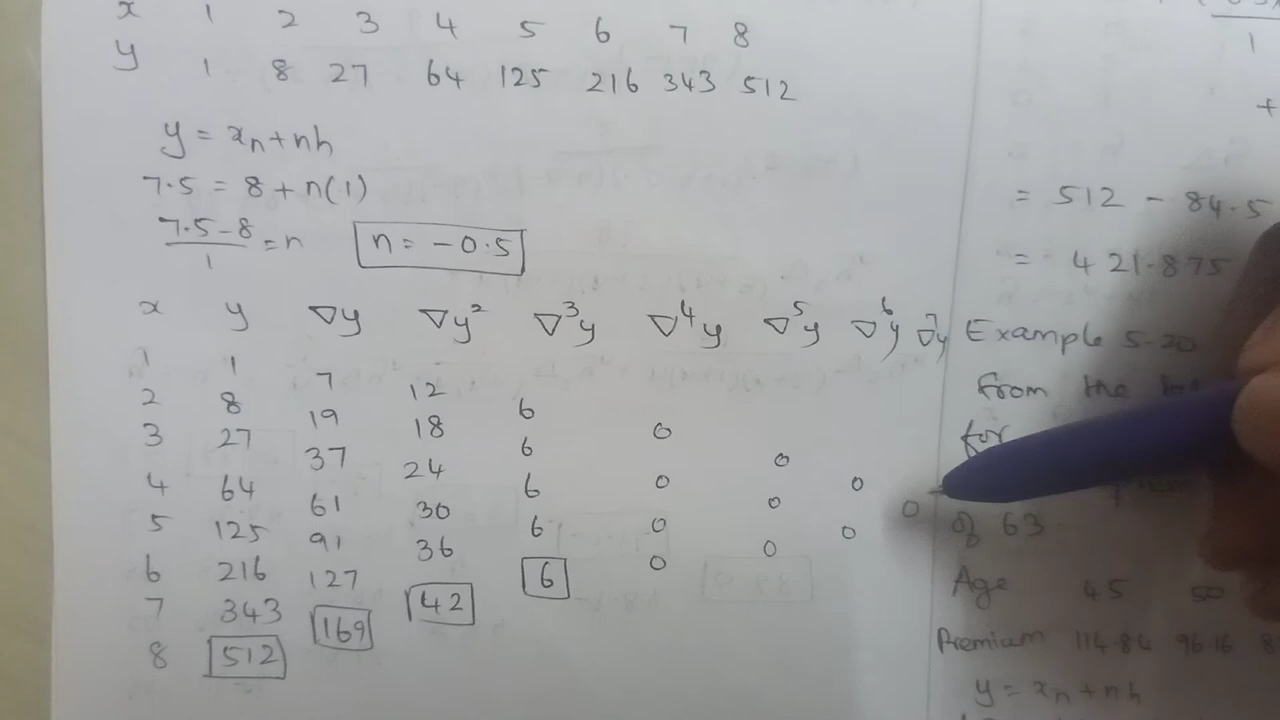 x 1 2 3 4 5 6 7 8
y 1 8 27 64 125 216 343 512
y = xn + nh
7.5 = 8 + n(1)
7.5 - 8 / 1 = n n = -0.5
x y ∇y ∇y² ∇³y ∇⁴y ∇⁵y ∇⁶y ∇⁷y
1 1
7 12
2 8 6
19 18 0
3 27 6 0
37 24 0 0
4 64 6 0 0
61 30 0 0
5 125 6 0
91 36 0
6 216 6
127 42
7 343
169
8 512
1
+
= 512 - 84.5
= 421.875
Example 5.20
From the
for
of 63
Age 45 50
Premium 114.84 96.16 8
y = xn + nh